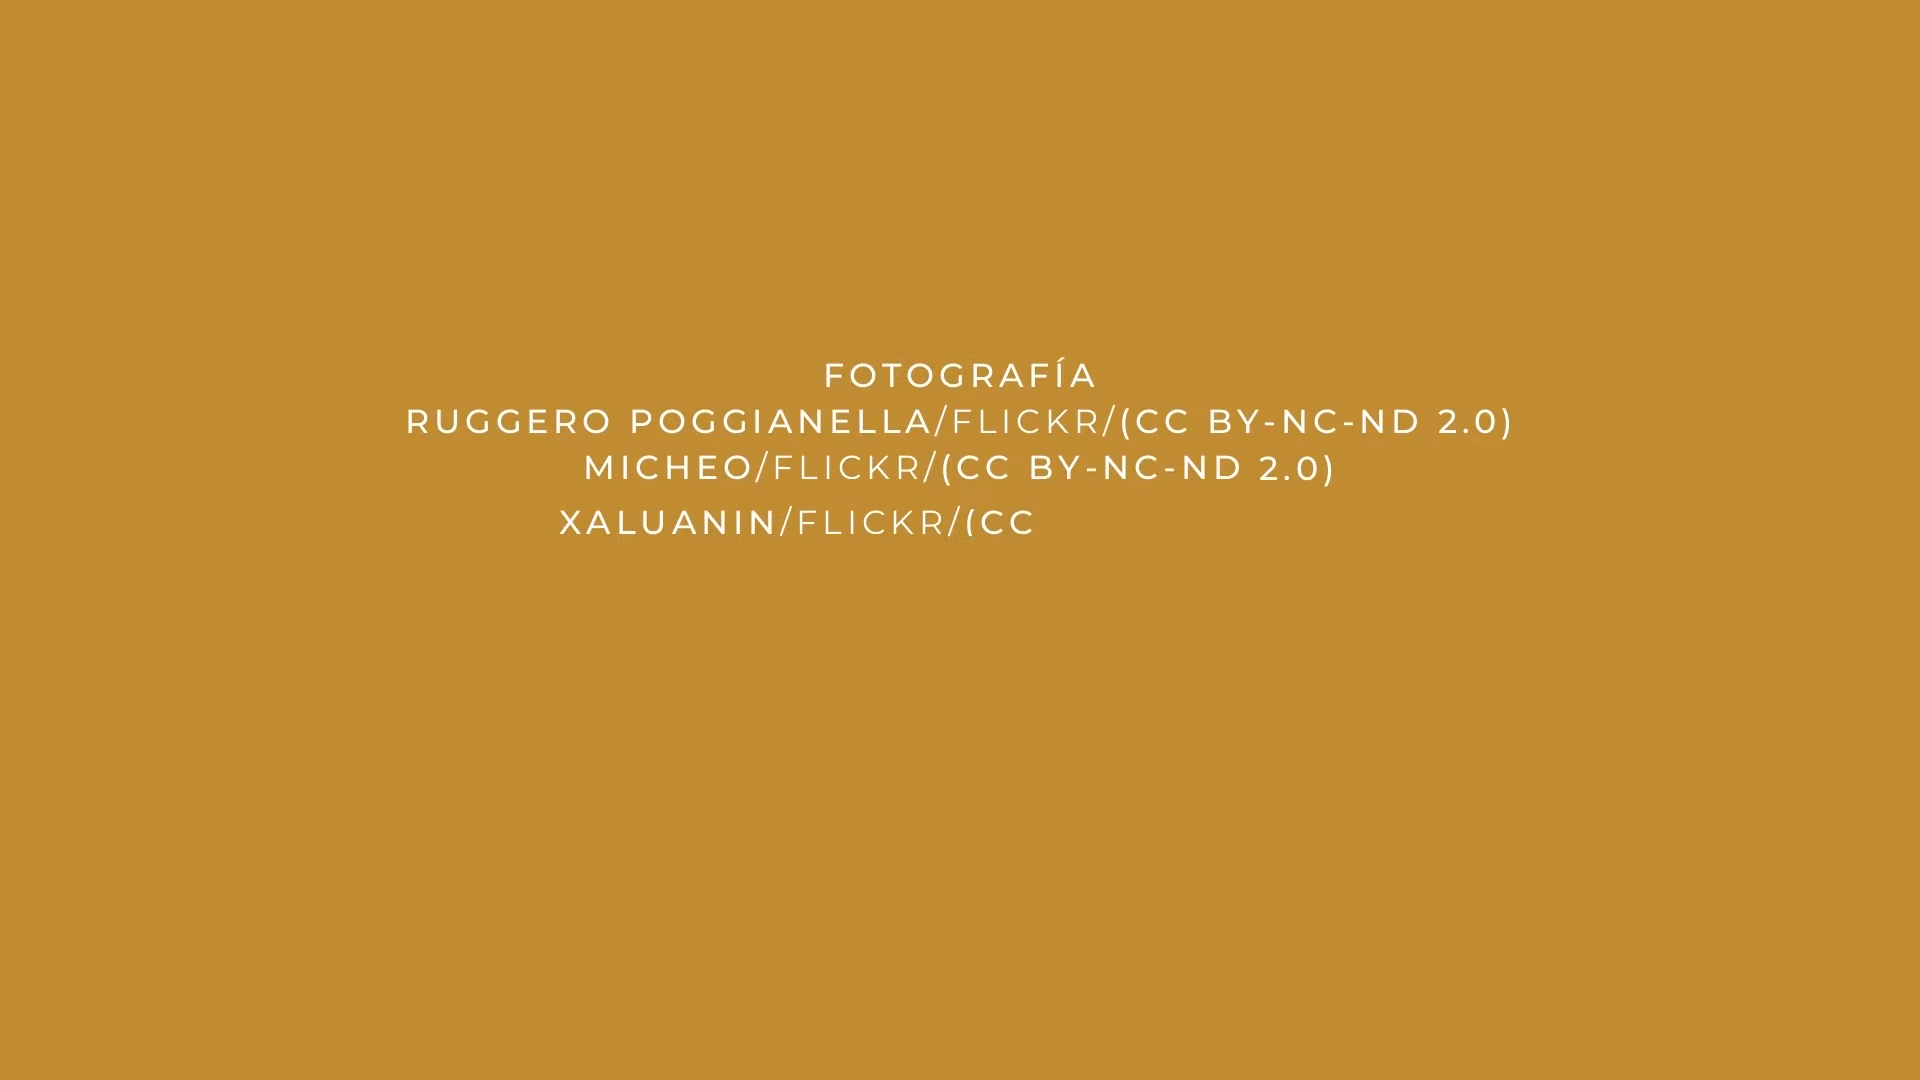 FOTOGRAFÍA
RUGGERO POGGIANELLA/FLICKR/(CC BY-NC-ND 2.0)
MICHEO/FLICKR/(CC BY-NC-ND 2.0)
XALUANIN/FLICKR/(CC